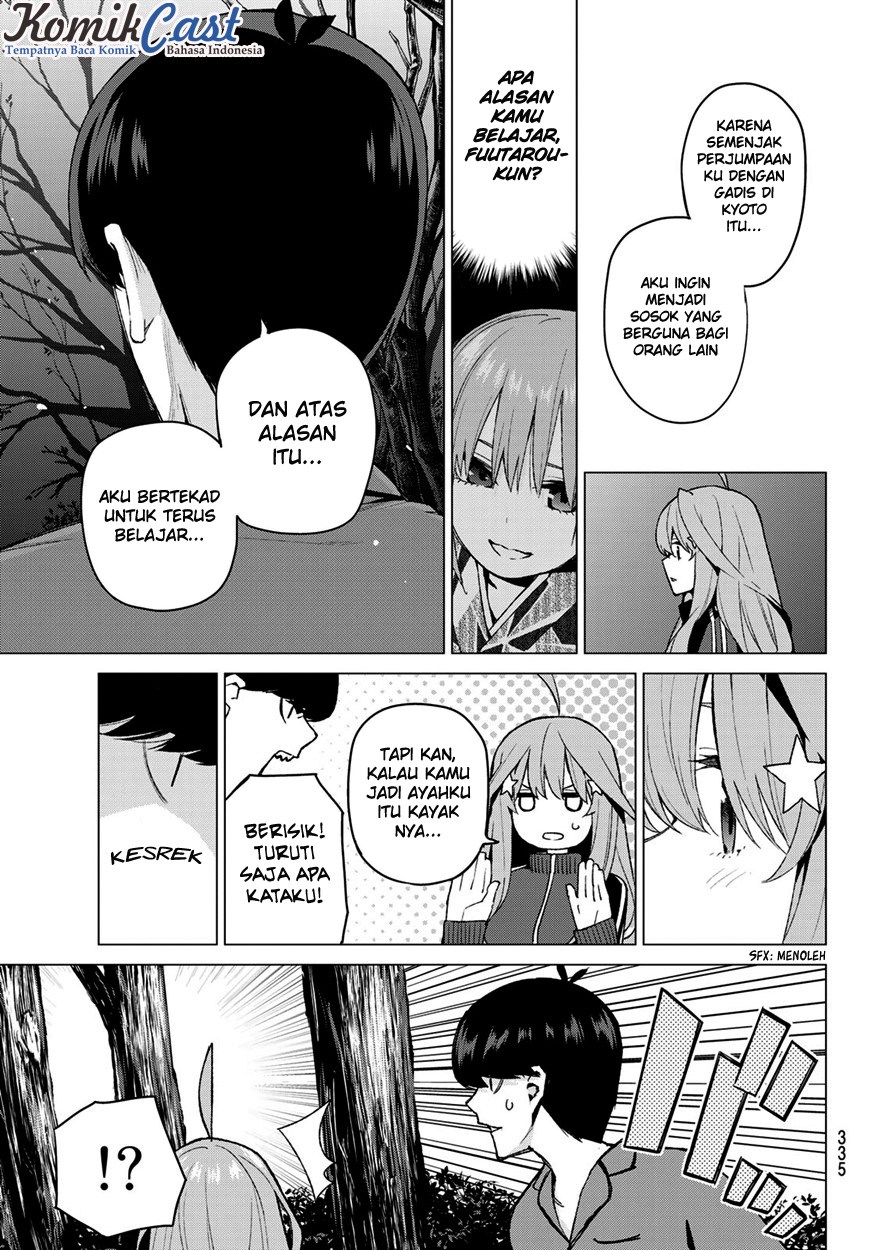 KomikCast
Tempatnya Baca Komik Bahasa Indonesia
KARENA
SEMENJAK
PERJUMPAAN
KU DENGAN
GADIS DI
KYOTO
ITU...
AKU INGIN
MENJADI
SOSOK YANG
BERGUNA BAGI
ORANG LAIN
APA
ALASAN
KAMU
BELAJAR,
FUUTAROU-
KUN?
DAN ATAS
ALASAN
ITU...
AKU BERTEKAD
UNTUK TERUS
BELAJAR...
TAPI KAN,
KALAU KAMU
JADI AYAHKU
ITU KAYAK
NYA...
BERISIK!
TURUTI
SAJA APA
KATAKU!
KESREK
SFX: MENOLEH
!?
335